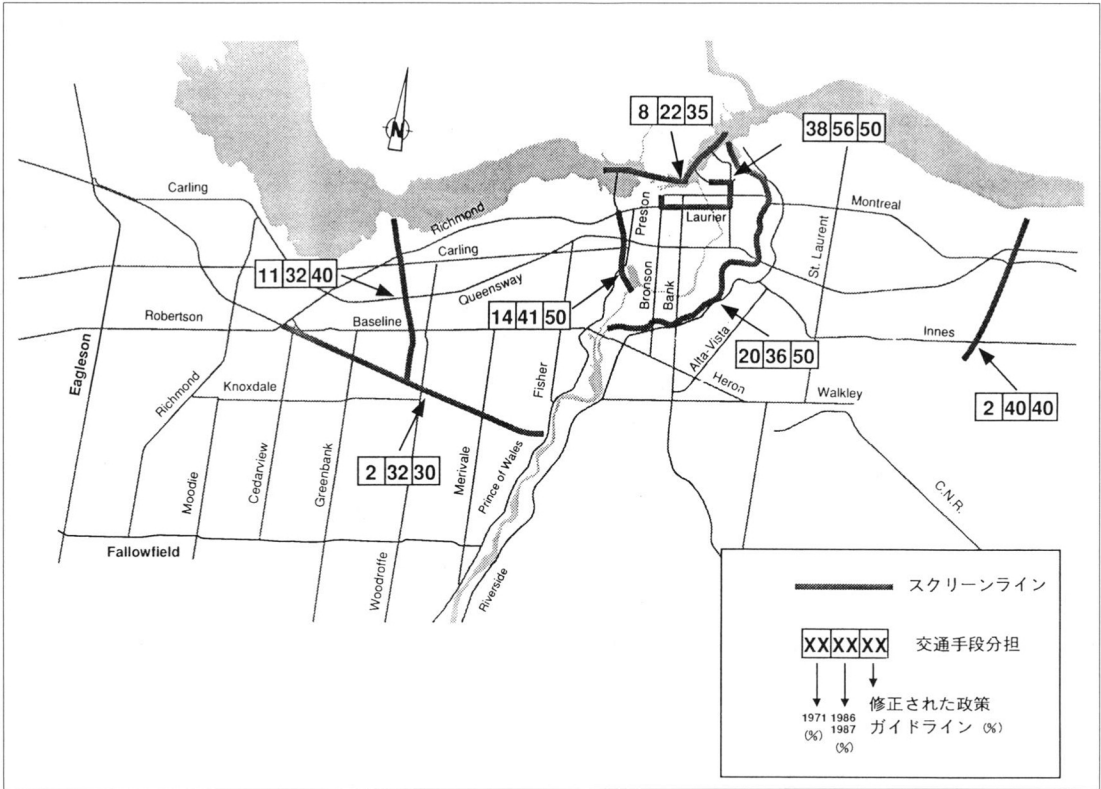 8 22 35
38 56 50
N
Carling
Richmond
Preston
Laurier
Montreal
Carling
St. Laurent
11 32 40
Queensway
Bronson
Bank
14 41 50
Robertson
Baseline
Innes
Eagleson
Alta-Vista
20 36 50
Fisher
Heron
Richmond
Knoxdale
Walkley
2 40 40
2 32 30
Moodie
Cedarview
Greenbank
Merivale
Prince of Wales
C.N.R.
Fallowfield
Woodroffe
Riverside
スクリーンライン
XX XX XX 交通手段分担
1971 (%)
1986 1987 (%)
修正された政策
ガイドライン (%)